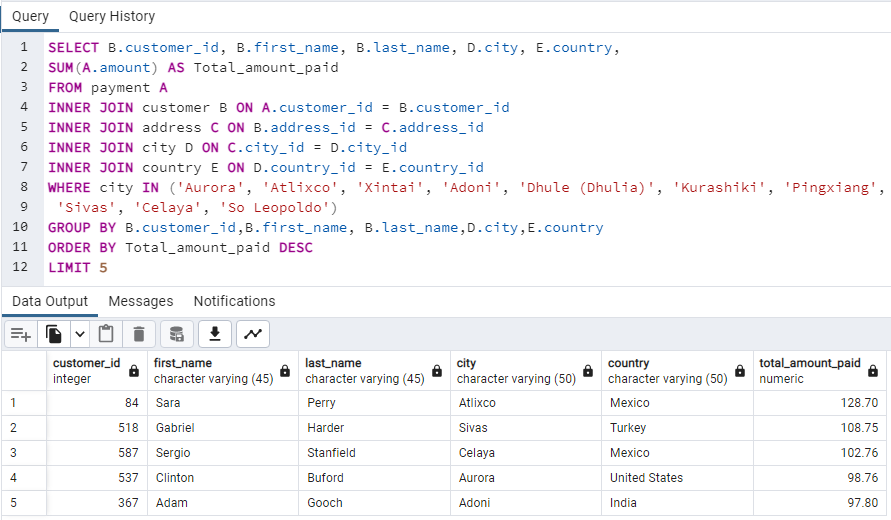 Query Query History
1 SELECT B.customer_id, B.first_name, B.last_name, D.city, E.country,
2 SUM(A.amount) AS Total_amount_paid
3 FROM payment A
4 INNER JOIN customer B ON A.customer_id = B.customer_id
5 INNER JOIN address C ON B.address_id = C.address_id
6 INNER JOIN city D ON C.city_id = D.city_id
7 INNER JOIN country E ON D.country_id = E.country_id
8 WHERE city IN ('Aurora', 'Atlixco', 'Xintai', 'Adoni', 'Dhule (Dhulia)', 'Kurashiki', 'Pingxiang',
9 'Sivas', 'Celaya', 'So Leopoldo')
10 GROUP BY B.customer_id,B.first_name, B.last_name,D.city,E.country
11 ORDER BY Total_amount_paid DESC
12 LIMIT 5
Data Output Messages Notifications
customer_id first_name last_name city country total_amount_paid
integer character varying (45) character varying (45) character varying (50) character varying (50) numeric
1 84 Sara Perry Atlixco Mexico 128.70
2 518 Gabriel Harder Sivas Turkey 108.75
3 587 Sergio Stanfield Celaya Mexico 102.76
4 537 Clinton Buford Aurora United States 98.76
5 367 Adam Gooch Adoni India 97.80